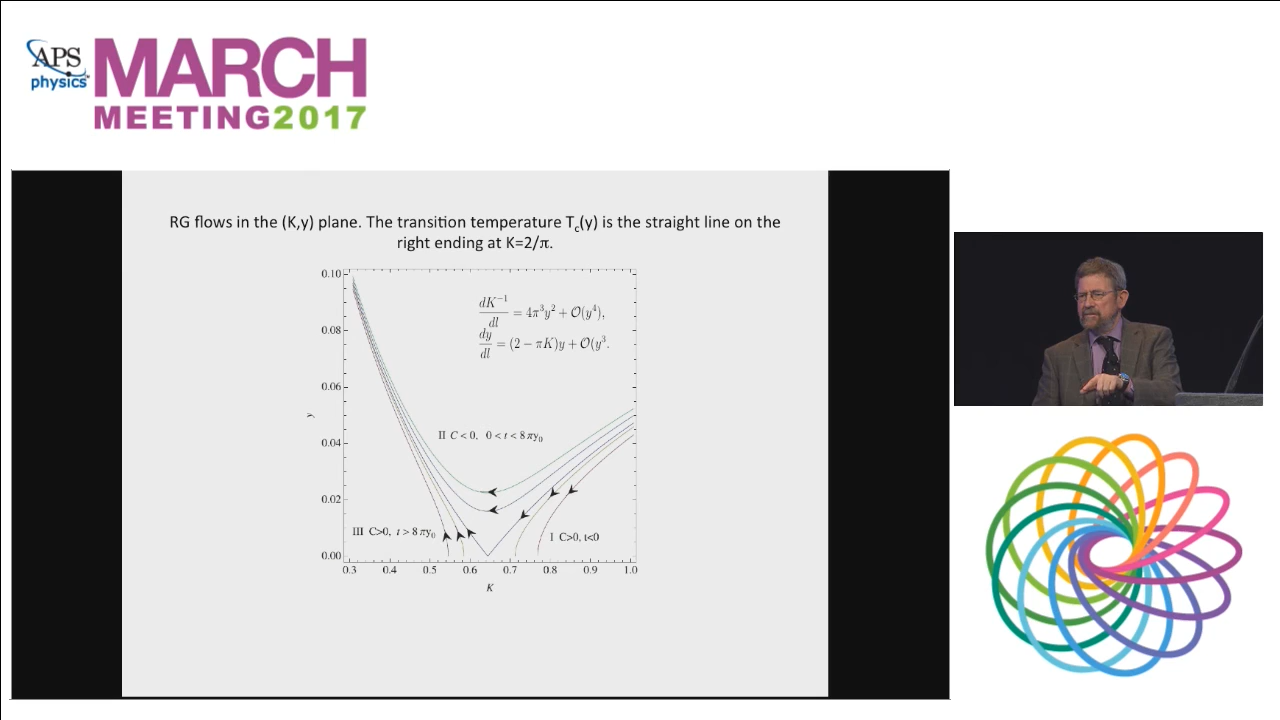 APS
physics
MARCH
MEETING2017
RG flows in the (K,y) plane. The transition temperature Tc(y) is the straight line on the
right ending at K=2/π.
dK⁻¹/dl = 4π³y² + O(y⁴),
dy/dl = (2 − πK)y + O(y³.
0.10
0.08
0.06
0.04
0.02
0.00
y
II C < 0, 0 < t < 8πy₀
III C>0, t > 8πy₀
I C>0, t<0
0.3 0.4 0.5 0.6 0.7 0.8 0.9 1.0
K